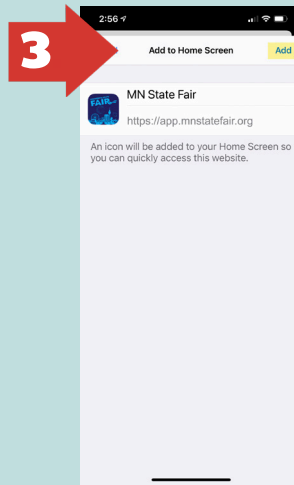 3
2:56
Add to Home Screen
Add
FAIR
MN State Fair
https://app.mnstatefair.org
An icon will be added to your Home Screen so
you can quickly access this website.